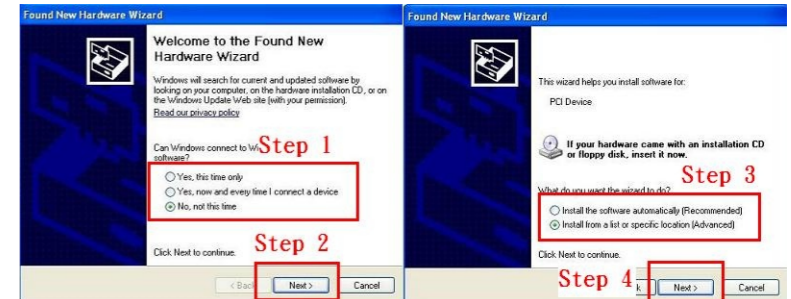 Found New Hardware Wizard
Welcome to the Found New
Hardware Wizard
Windows will search for current and updated software by
looking on your computer, on the hardware installation CD, or on
the Windows Update Web site (with your permission).
Read our privacy policy
Can Windows connect to Wi
software?
Step 1
Yes, this time only
Yes, now and every time I connect a device
No, not this time
Click Next to continue.
Step 2
< Back
Next >
Cancel
Found New Hardware Wizard
This wizard helps you install software for:
PCI Device
If your hardware came with an installation CD
or floppy disk, insert it now.
Step 3
What do you want the wizard to do?
Install the software automatically (Recommended)
Install from a list or specific location (Advanced)
Click Next to continue.
Step 4
k
Next >
Cancel